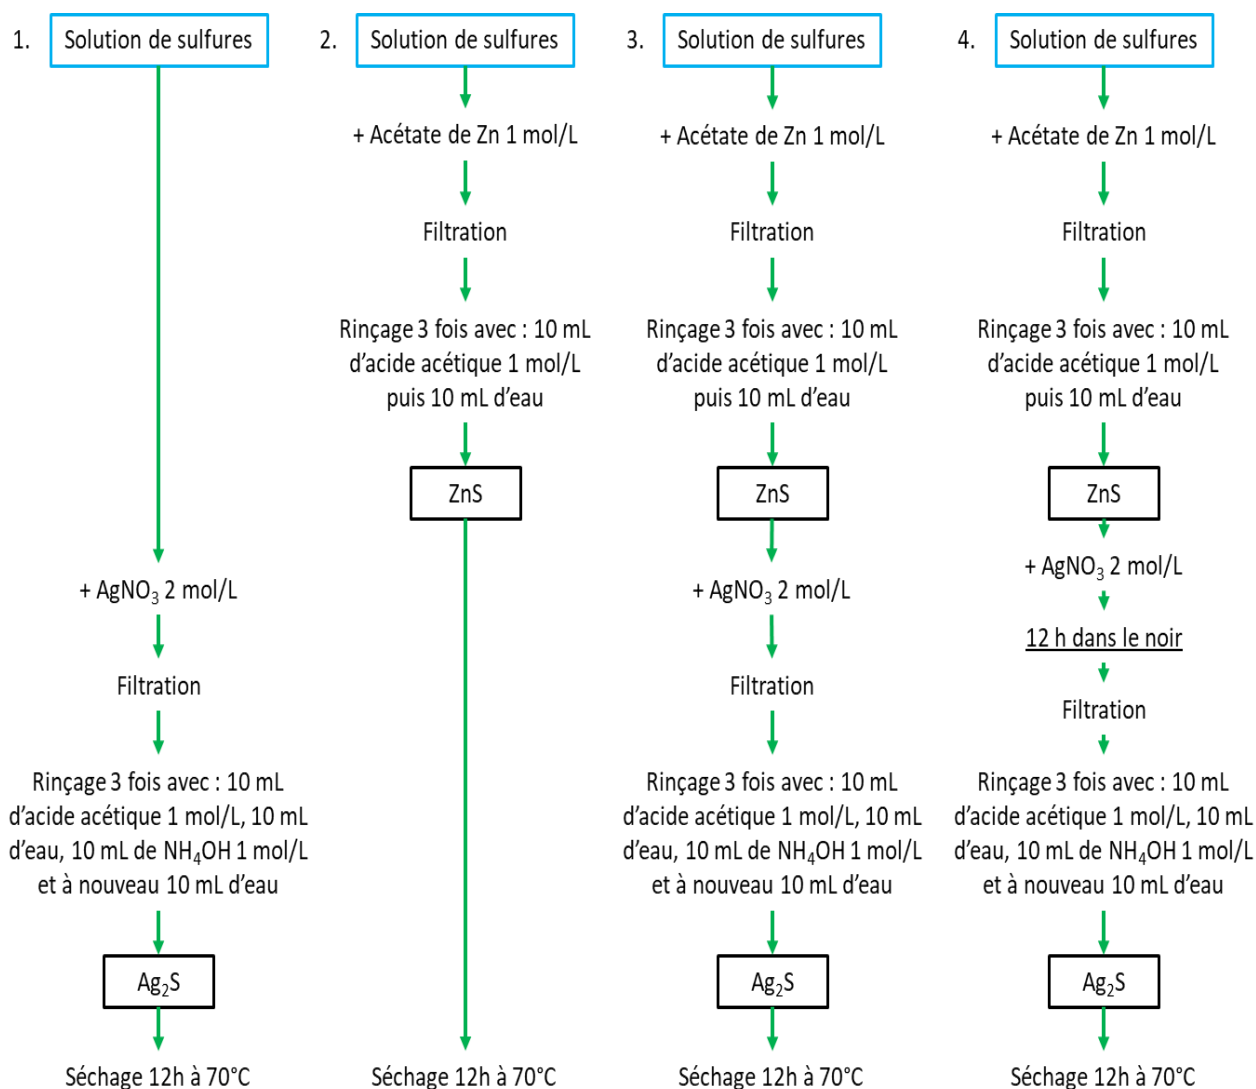 1.
Solution de sulfures
+ AgNO₃ 2 mol/L
Filtration
Rinçage 3 fois avec : 10 mL
d’acide acétique 1 mol/L, 10 mL
d’eau, 10 mL de NH₄OH 1 mol/L
et à nouveau 10 mL d’eau
Ag₂S
Séchage 12h à 70°C
2.
Solution de sulfures
+ Acétate de Zn 1 mol/L
Filtration
Rinçage 3 fois avec : 10 mL
d’acide acétique 1 mol/L
puis 10 mL d’eau
ZnS
Séchage 12h à 70°C
3.
Solution de sulfures
+ Acétate de Zn 1 mol/L
Filtration
Rinçage 3 fois avec : 10 mL
d’acide acétique 1 mol/L
puis 10 mL d’eau
ZnS
+ AgNO₃ 2 mol/L
Filtration
Rinçage 3 fois avec : 10 mL
d’acide acétique 1 mol/L, 10 mL
d’eau, 10 mL de NH₄OH 1 mol/L
et à nouveau 10 mL d’eau
Ag₂S
Séchage 12h à 70°C
4.
Solution de sulfures
+ Acétate de Zn 1 mol/L
Filtration
Rinçage 3 fois avec : 10 mL
d’acide acétique 1 mol/L
puis 10 mL d’eau
ZnS
+ AgNO₃ 2 mol/L
12 h dans le noir
Filtration
Rinçage 3 fois avec : 10 mL
d’acide acétique 1 mol/L, 10 mL
d’eau, 10 mL de NH₄OH 1 mol/L
et à nouveau 10 mL d’eau
Ag₂S
Séchage 12h à 70°C